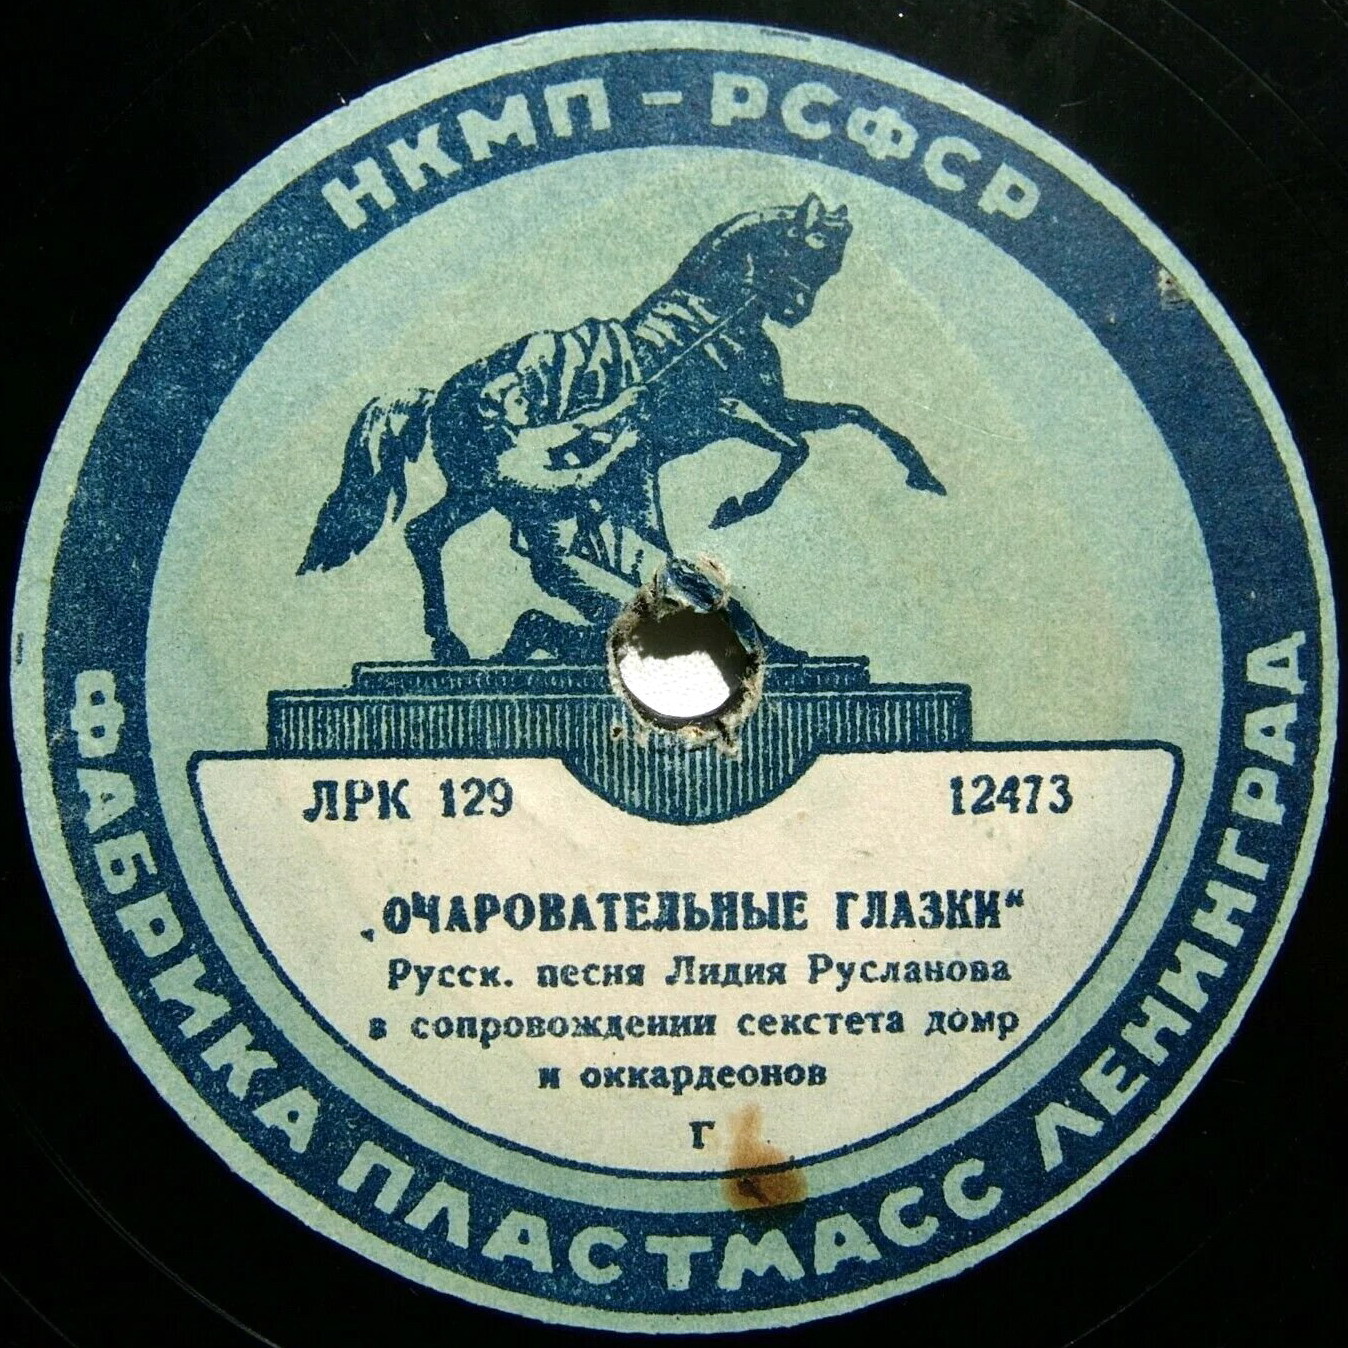 НКМП - РСФСР
ЛРК 129 12473
„ОЧАРОВАТЕЛЬНЫЕ ГЛАЗКИ“
Русск. песня Лидия Русланова
в сопровождении секстета домр
и оккардеонов
Г
ФАБРИКА ПЛАСТМАСС ЛЕНИНГРАД